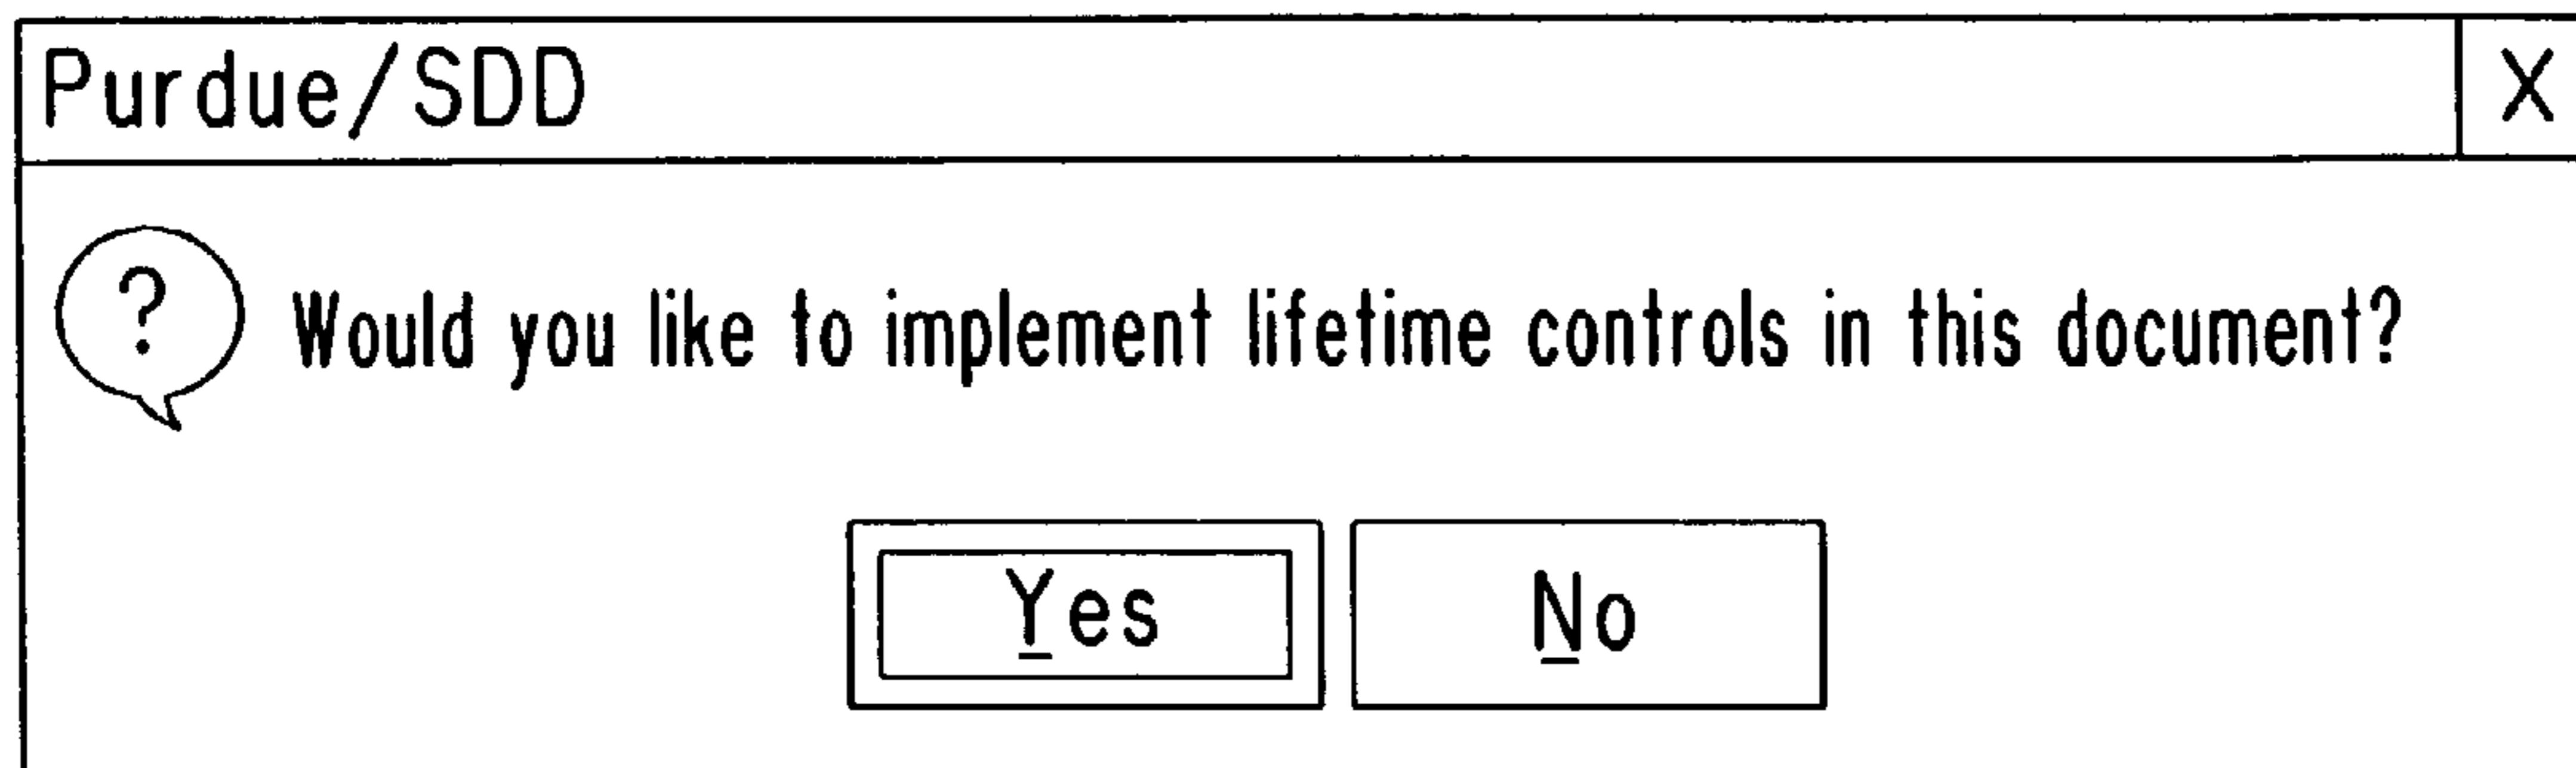 Purdue/SDD X
? Would you like to implement lifetime controls in this document?
Yes No